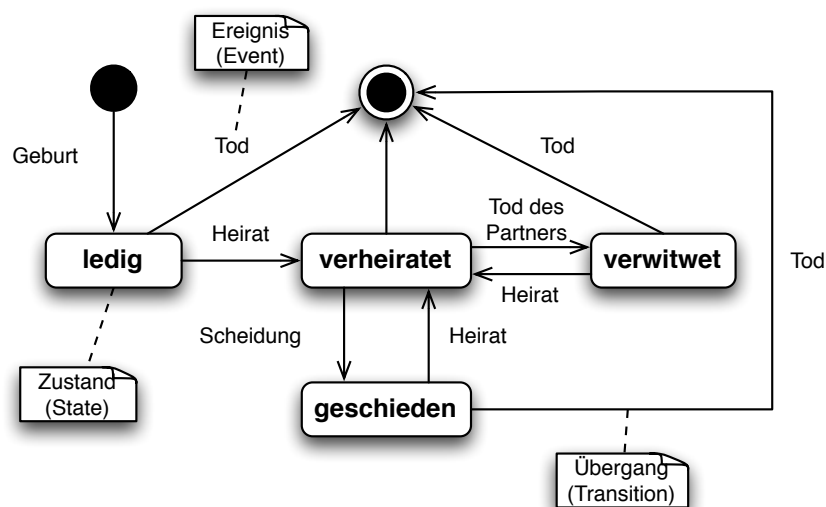 Ereignis
(Event)
Geburt
Tod
Tod
ledig
Heirat
verheiratet
Tod des
Partners
verwitwet
Heirat
Tod
Scheidung
Heirat
Zustand
(State)
geschieden
Übergang
(Transition)